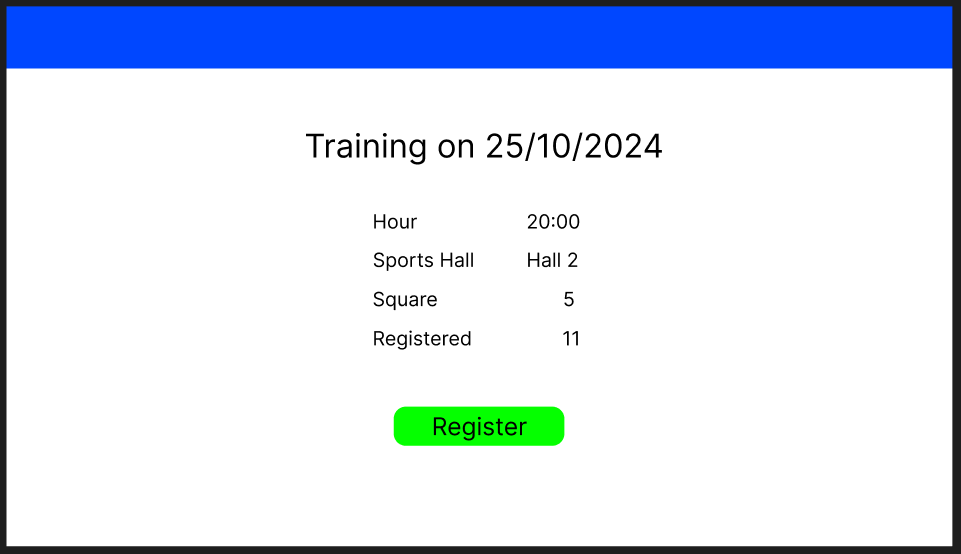 Training on 25/10/2024
Hour 20:00
Sports Hall Hall 2
Square 5
Registered 11
Register